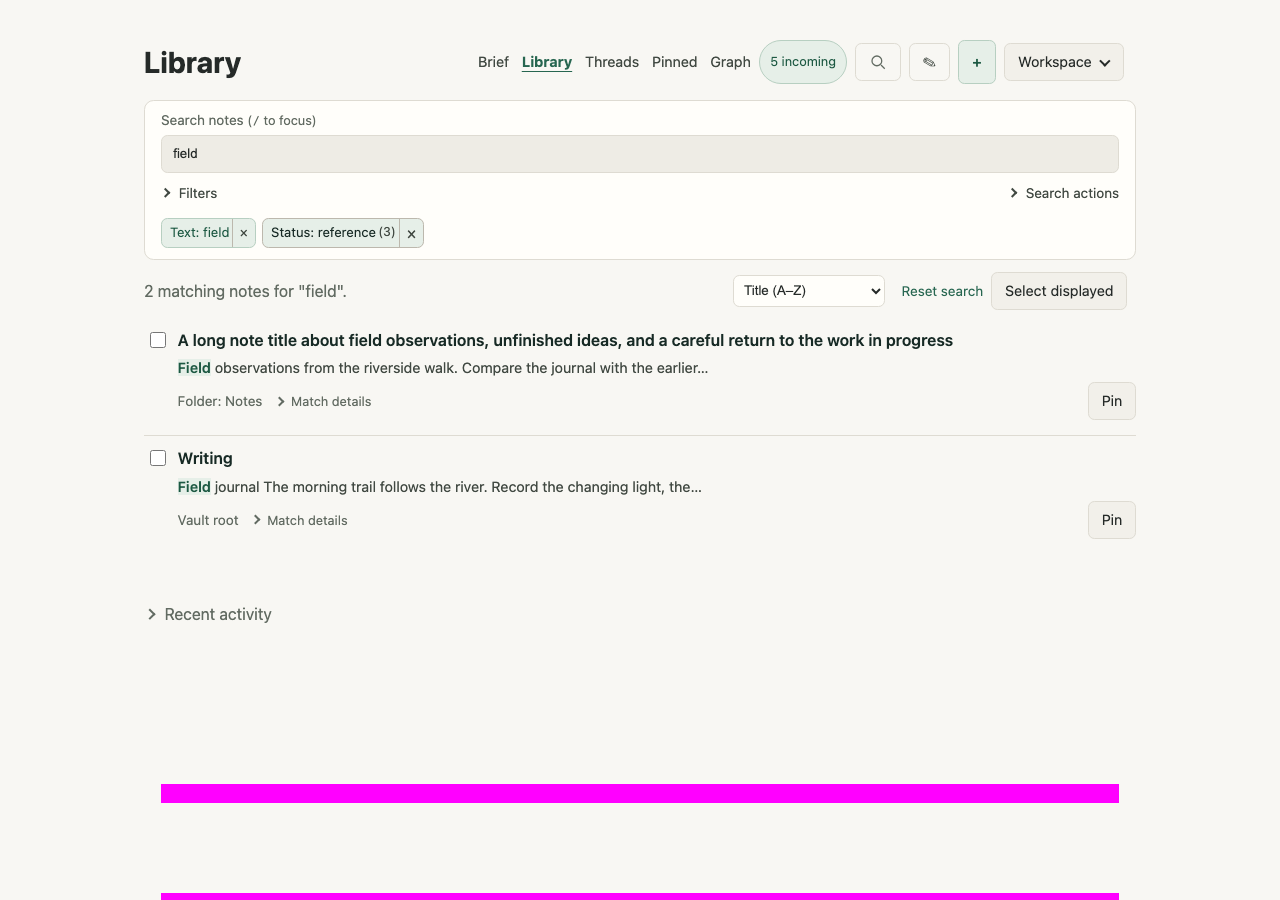 Library
Brief Library Threads Pinned Graph 5 incoming + Workspace
Search notes (/ to focus)
field
Filters Search actions
Text: field × Status: reference (3) ×
2 matching notes for "field". Title (A–Z) Reset search Select displayed
A long note title about field observations, unfinished ideas, and a careful return to the work in progress
Field observations from the riverside walk. Compare the journal with the earlier…
Folder: Notes Match details Pin
Writing
Field journal The morning trail follows the river. Record the changing light, the…
Vault root Match details Pin
Recent activity